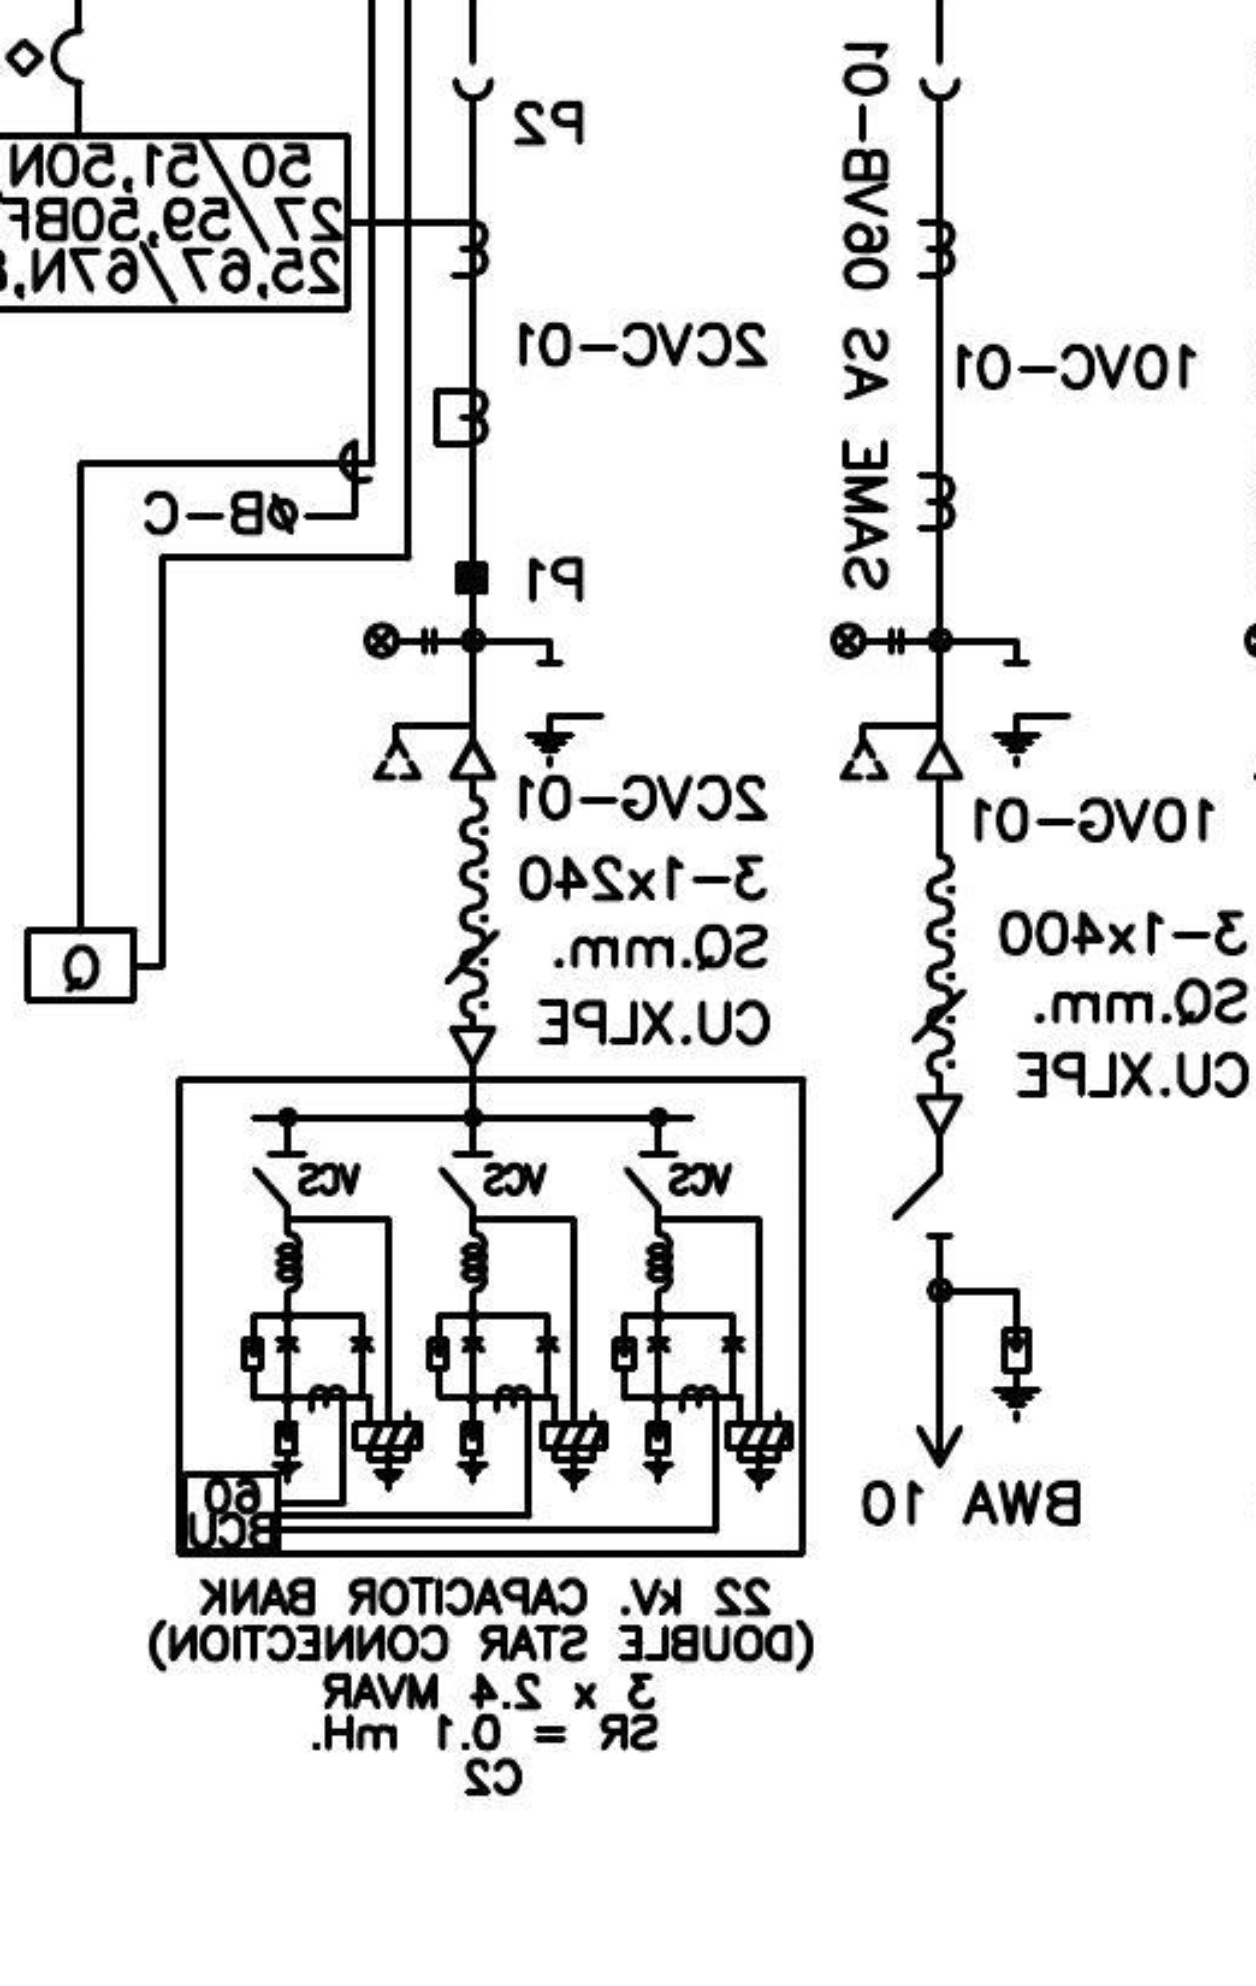 50/51,50N
27/59,50BF
25,67/67N,
P2
2CVC-01
10VC-01
SAME AS 09VB-01
ØB-C
P1
2CVG-01
3-1x240
SQ.mm.
CU.XLPE
10VG-01
3-1x400
SQ.mm.
CU.XLPE
Q
VCS
VCS
VCS
60
BCU
BWA 10
22 kV. CAPACITOR BANK
(DOUBLE STAR CONNECTION)
3 x 2.4 MVAR
SR = 0.1 mH.
C2